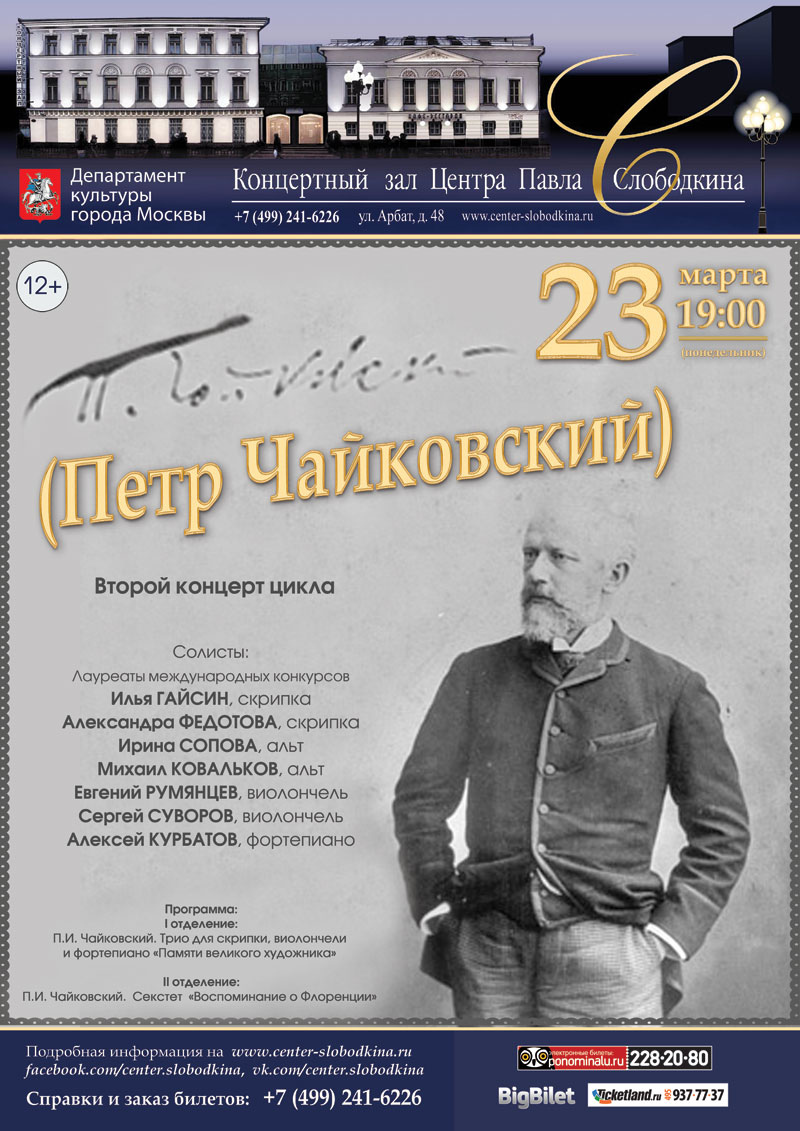 Департамент
культуры
города Москвы
Концертный зал Центра Павла Слободкина
+7 (499) 241-6226 ул. Арбат, д. 48 www.center-slobodkina.ru
12+
23 марта
19:00
(понедельник)
П. Чайковский
(Петр Чайковский)
Второй концерт цикла
Солисты:
Лауреаты международных конкурсов
Илья ГАЙСИН, скрипка
Александра ФЕДОТОВА, скрипка
Ирина СОПОВА, альт
Михаил КОВАЛЬКОВ, альт
Евгений РУМЯНЦЕВ, виолончель
Сергей СУВОРОВ, виолончель
Алексей КУРБАТОВ, фортепиано
Программа:
I отделение:
П.И. Чайковский. Трио для скрипки, виолончели
и фортепиано «Памяти великого художника»
II отделение:
П.И. Чайковский. Секстет «Воспоминание о Флоренции»
Подробная информация на www.center-slobodkina.ru
facebook.com/center.slobodkina, vk.com/center.slobodkina
Справки и заказ билетов: +7 (499) 241-6226
электронные билеты
ponominalu.ru 228-20-80
BigBilet
Ticketland.ru 495 937-77-37